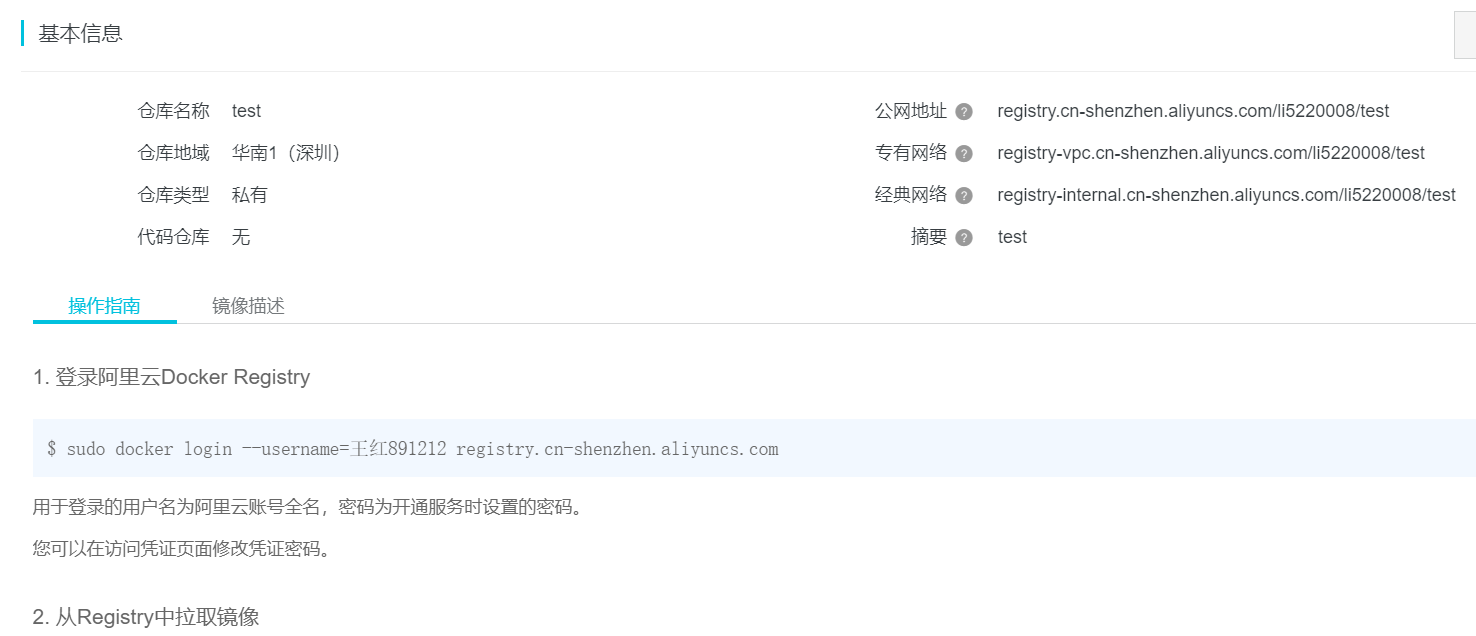 基本信息
仓库名称 test
公网地址 ? registry.cn-shenzhen.aliyuncs.com/li5220008/test
仓库地域 华南1（深圳）
专有网络 ? registry-vpc.cn-shenzhen.aliyuncs.com/li5220008/test
仓库类型 私有
经典网络 ? registry-internal.cn-shenzhen.aliyuncs.com/li5220008/test
代码仓库 无
摘要 ? test
操作指南 镜像描述
1. 登录阿里云Docker Registry
$ sudo docker login --username=王红891212 registry.cn-shenzhen.aliyuncs.com
用于登录的用户名为阿里云账号全名，密码为开通服务时设置的密码。
您可以在访问凭证页面修改凭证密码。
2. 从Registry中拉取镜像